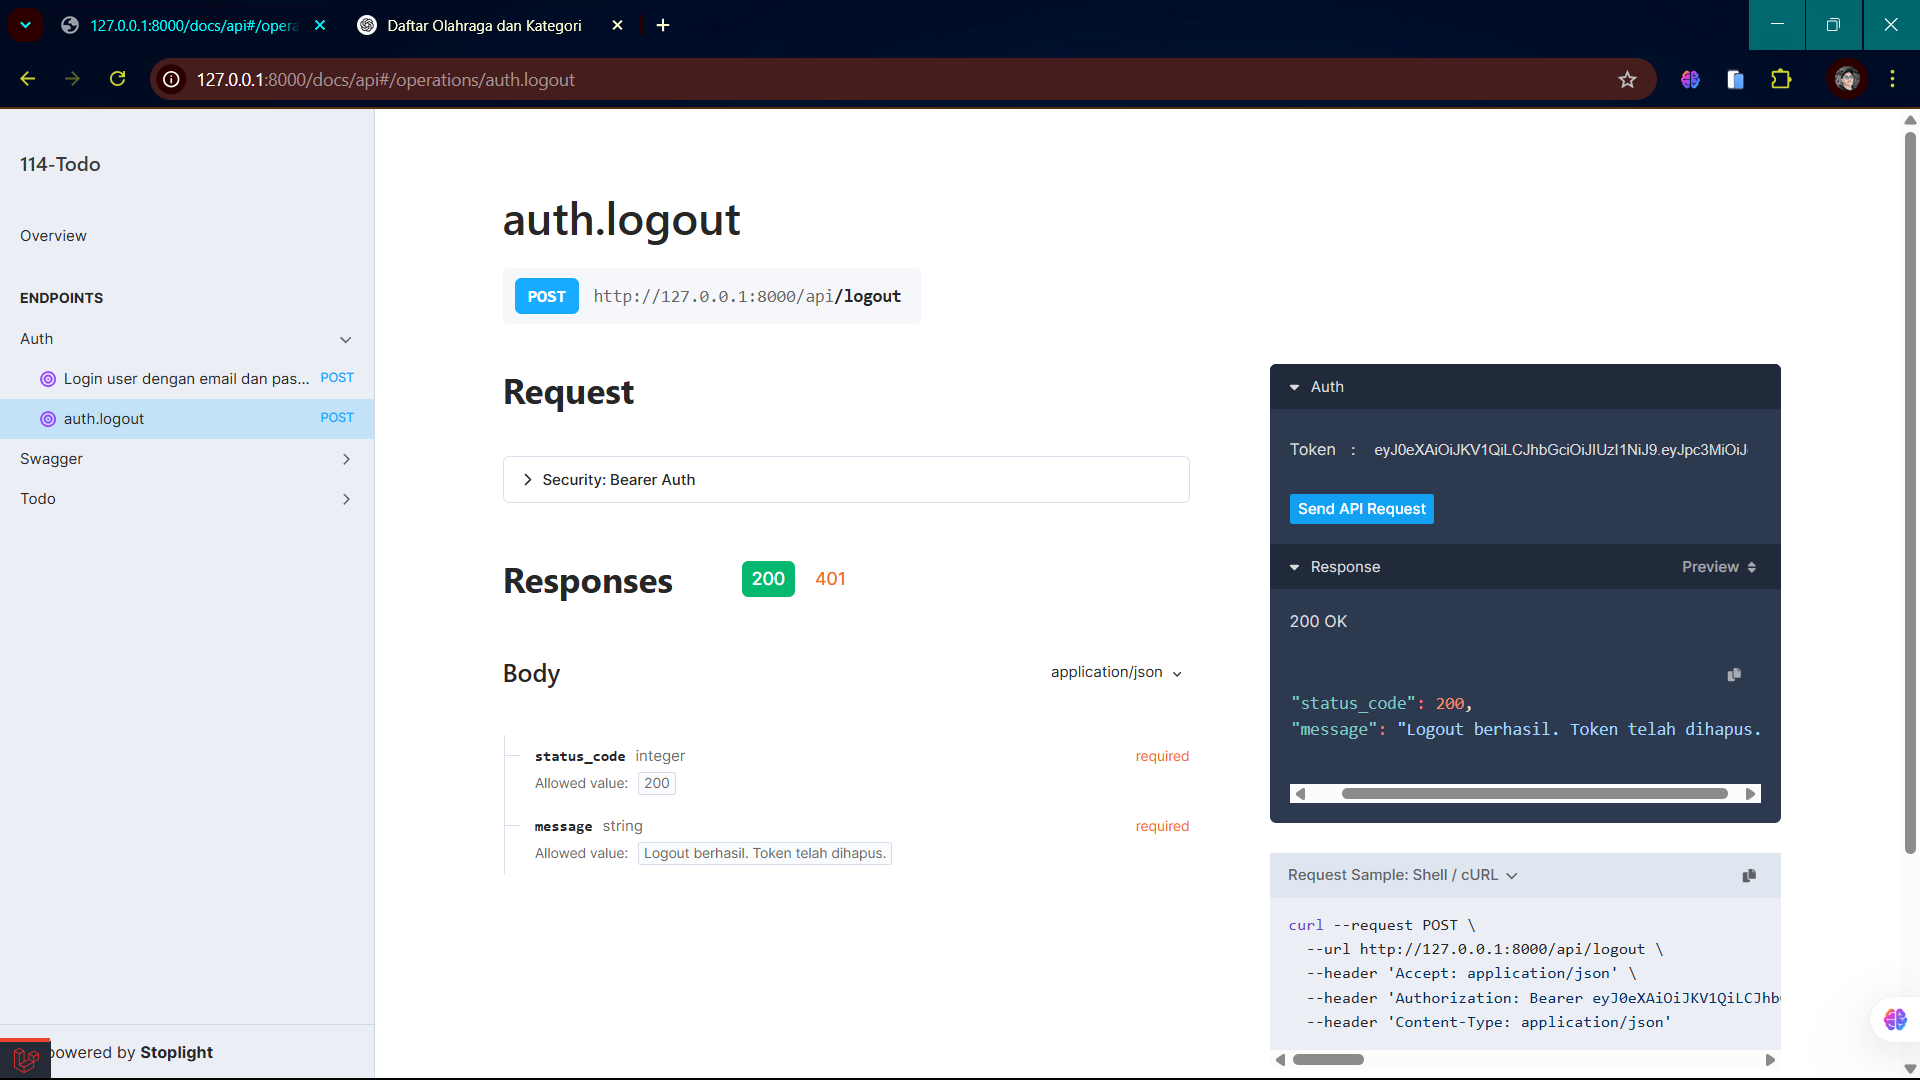 127.0.0.1:8000/docs/api#/opera
Daftar Olahraga dan Kategori
127.0.0.1:8000/docs/api#/operations/auth.logout
114-Todo
Overview
ENDPOINTS
Auth
Login user dengan email dan pas... POST
auth.logout POST
Swagger
Todo
powered by Stoplight
auth.logout
POST http://127.0.0.1:8000/api/logout
Request
Security: Bearer Auth
Responses 200 401
Body application/json
status_code integer required
Allowed value: 200
message string required
Allowed value: Logout berhasil. Token telah dihapus.
Auth
Token : eyJ0eXAiOiJKV1QiLCJhbGciOiJIUzI1NiJ9.eyJpc3MiOiJ
Send API Request
Response Preview
200 OK
"status_code": 200,
"message": "Logout berhasil. Token telah dihapus.
Request Sample: Shell / cURL
curl --request POST \
--url http://127.0.0.1:8000/api/logout \
--header 'Accept: application/json' \
--header 'Authorization: Bearer eyJ0eXAiOiJKV1QiLCJhb
--header 'Content-Type: application/json'